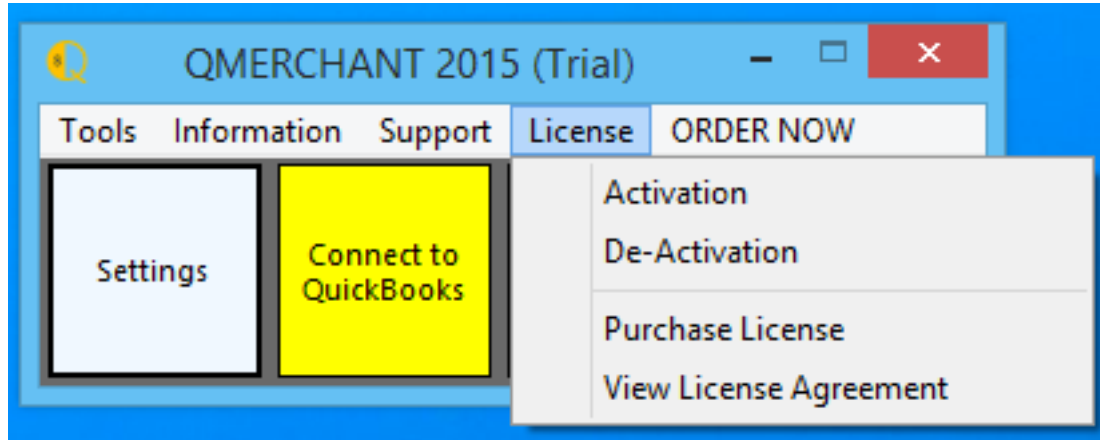 QMERCHANT 2015 (Trial)
Tools Information Support License ORDER NOW
Settings
Connect to
QuickBooks
Activation
De-Activation
Purchase License
View License Agreement